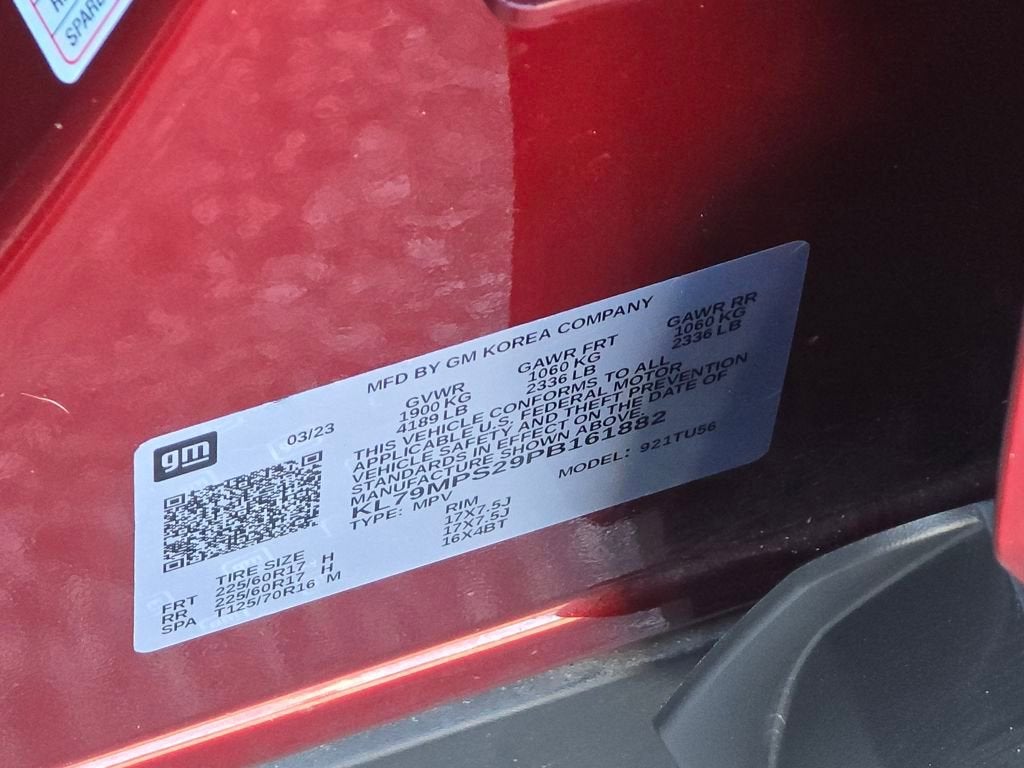 SPARE
MFD BY GM KOREA COMPANY
gm
03/23
GVWR
1900 KG
4189 LB
GAWR FRT
1060 KG
2336 LB
GAWR RR
1060 KG
2336 LB
THIS VEHICLE CONFORMS TO ALL
APPLICABLE U.S. FEDERAL MOTOR
VEHICLE SAFETY AND THEFT PREVENTION
STANDARDS IN EFFECT ON THE DATE OF
MANUFACTURE SHOWN ABOVE.
KL79MPS29PB161882
TYPE: MPV MODEL: 921TU56
TIRE SIZE RIM
FRT 225/60R17 H 17X7.5J
RR 225/60R17 H 17X7.5J
SPA T125/70R16 M 16X4BT